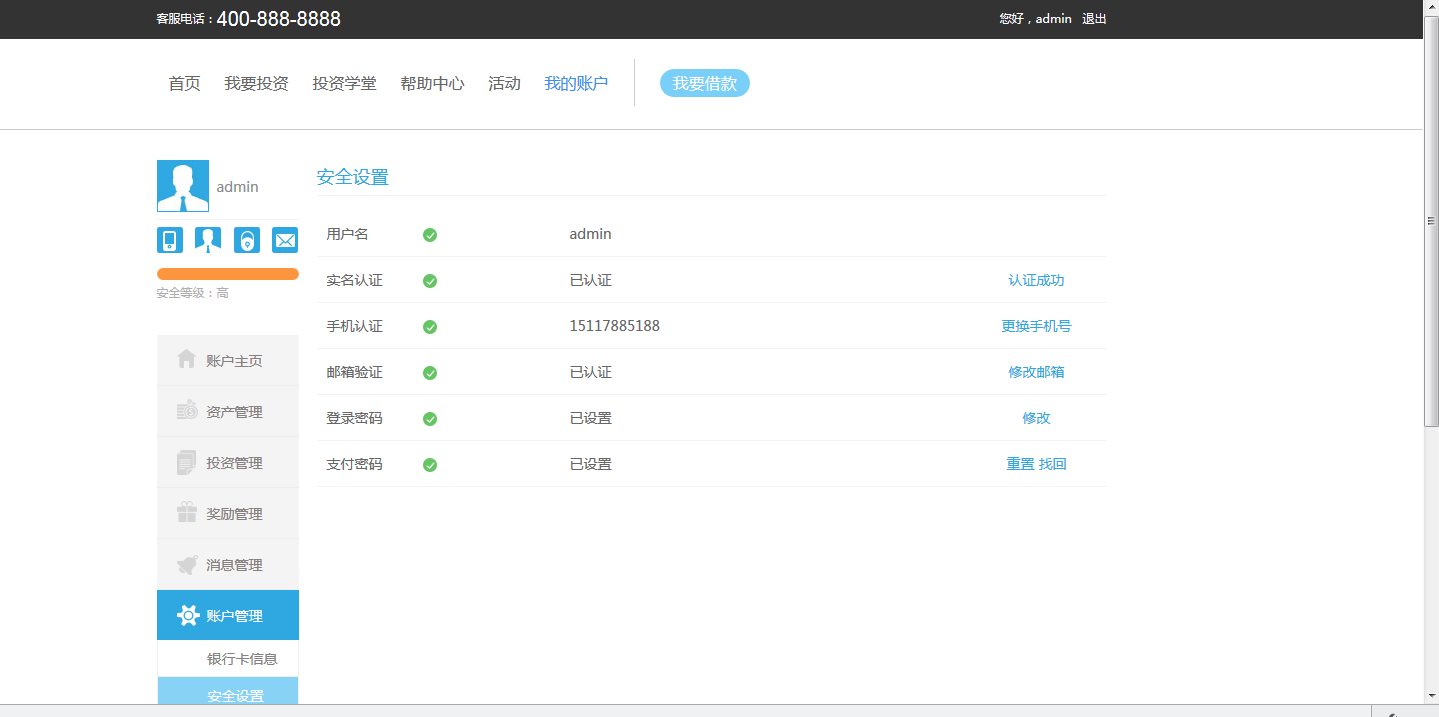 客服电话：400-888-8888 您好，admin 退出
首页 我要投资 投资学堂 帮助中心 活动 我的账户 我要借款
admin
安全等级：高
账户主页
资产管理
投资管理
奖励管理
消息管理
账户管理
银行卡信息
安全设置
安全设置
用户名 admin
实名认证 已认证 认证成功
手机认证 15117885188 更换手机号
邮箱验证 已认证 修改邮箱
登录密码 已设置 修改
支付密码 已设置 重置 找回